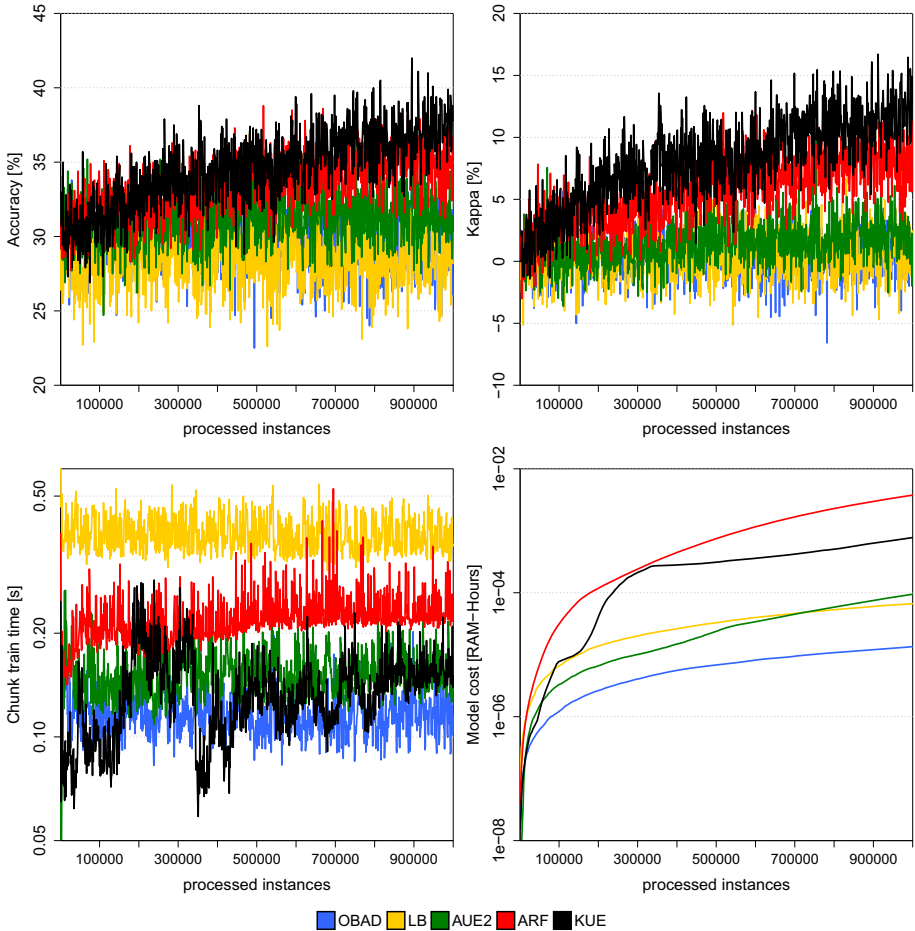 45
40
35
30
25
20
Accuracy [%]
100000 300000 500000 700000 900000
processed instances
20
15
10
5
0
−5
−10
Kappa [%]
100000 300000 500000 700000 900000
processed instances
0.50
0.20
0.10
0.05
Chunk train time [s]
100000 300000 500000 700000 900000
processed instances
1e−02
1e−04
1e−06
1e−08
Model cost [RAM−Hours]
100000 300000 500000 700000 900000
processed instances
OBAD LB AUE2 ARF KUE